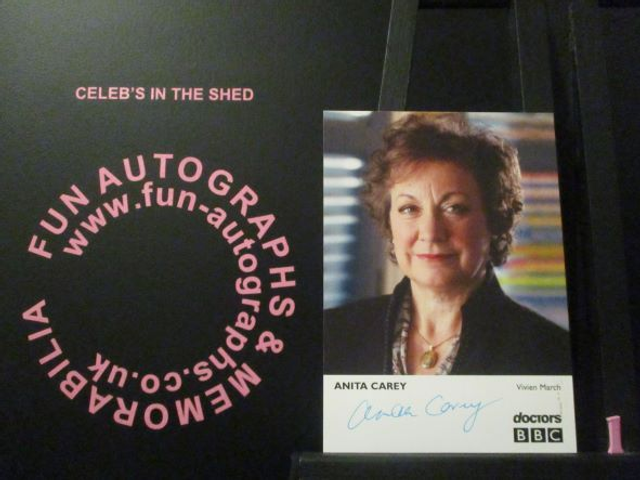 CELEB'S IN THE SHED
FUN AUTOGRAPHS & MEMORABILIA
www.fun-autographs.co.uk
ANITA CAREY
Vivien March
Anita Carey
doctors
BBC